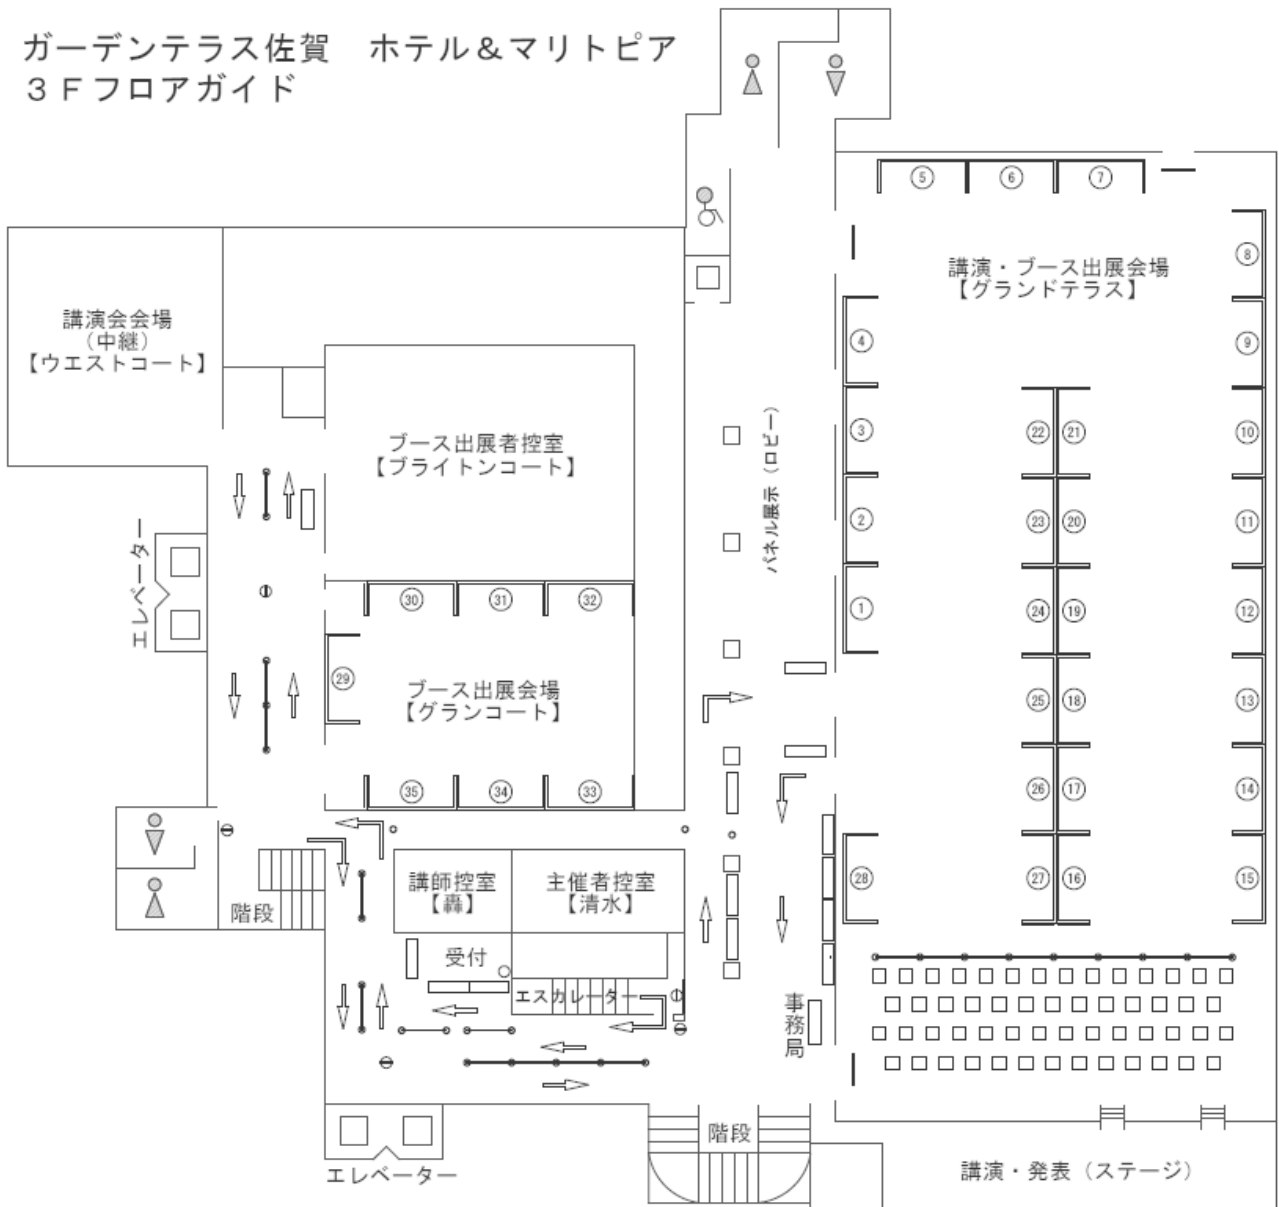 ガーデンテラス佐賀　ホテル＆マリトピア
３Ｆフロアガイド
⑤
⑥
⑦
講演・ブース出展会場
【グランドテラス】
⑧
⑨
⑩
⑪
⑫
⑬
⑭
⑮
④
③
②
①
㉘
㉒
㉑
㉓
⑳
㉔
⑲
㉕
⑱
㉖
⑰
㉗
⑯
講演会会場
（中継）
【ウエストコート】
ブース出展者控室
【ブライトンコート】
パネル展示（ロビー）
エレベーター
㉚
㉛
㉜
㉙
ブース出展会場
【グランコート】
㉟
㉞
㉝
階段
講師控室
【轟】
主催者控室
【清水】
受付
エスカレーター
事務局
エレベーター
階段
講演・発表（ステージ）